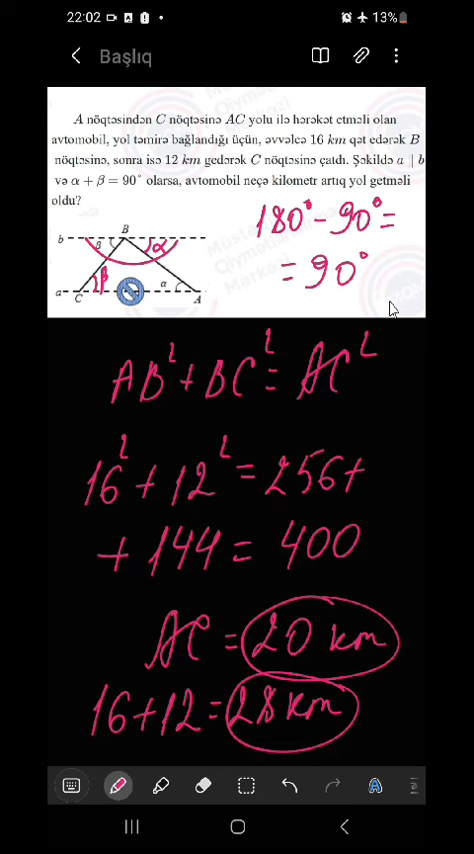 22:02
13%
Başlıq
A nöqtəsindən C nöqtəsinə AC yolu ilə hərəkət etməli olan
avtomobil, yol təmirə bağlandığı üçün, əvvəlcə 16 km qət edərək B
nöqtəsinə, sonra isə 12 km gedərək C nöqtəsinə çatdı. Şəkildə a ∥ b
və α + β = 90° olarsa, avtomobil neçə kilometr artıq yol getməli
oldu?
180° - 90° =
= 90°
b B
β α
β α
a C A
AB² + BC² = AC²
16² + 12² = 256 +
+ 144 = 400
AC = 20 km
16 + 12 = 28 km
A